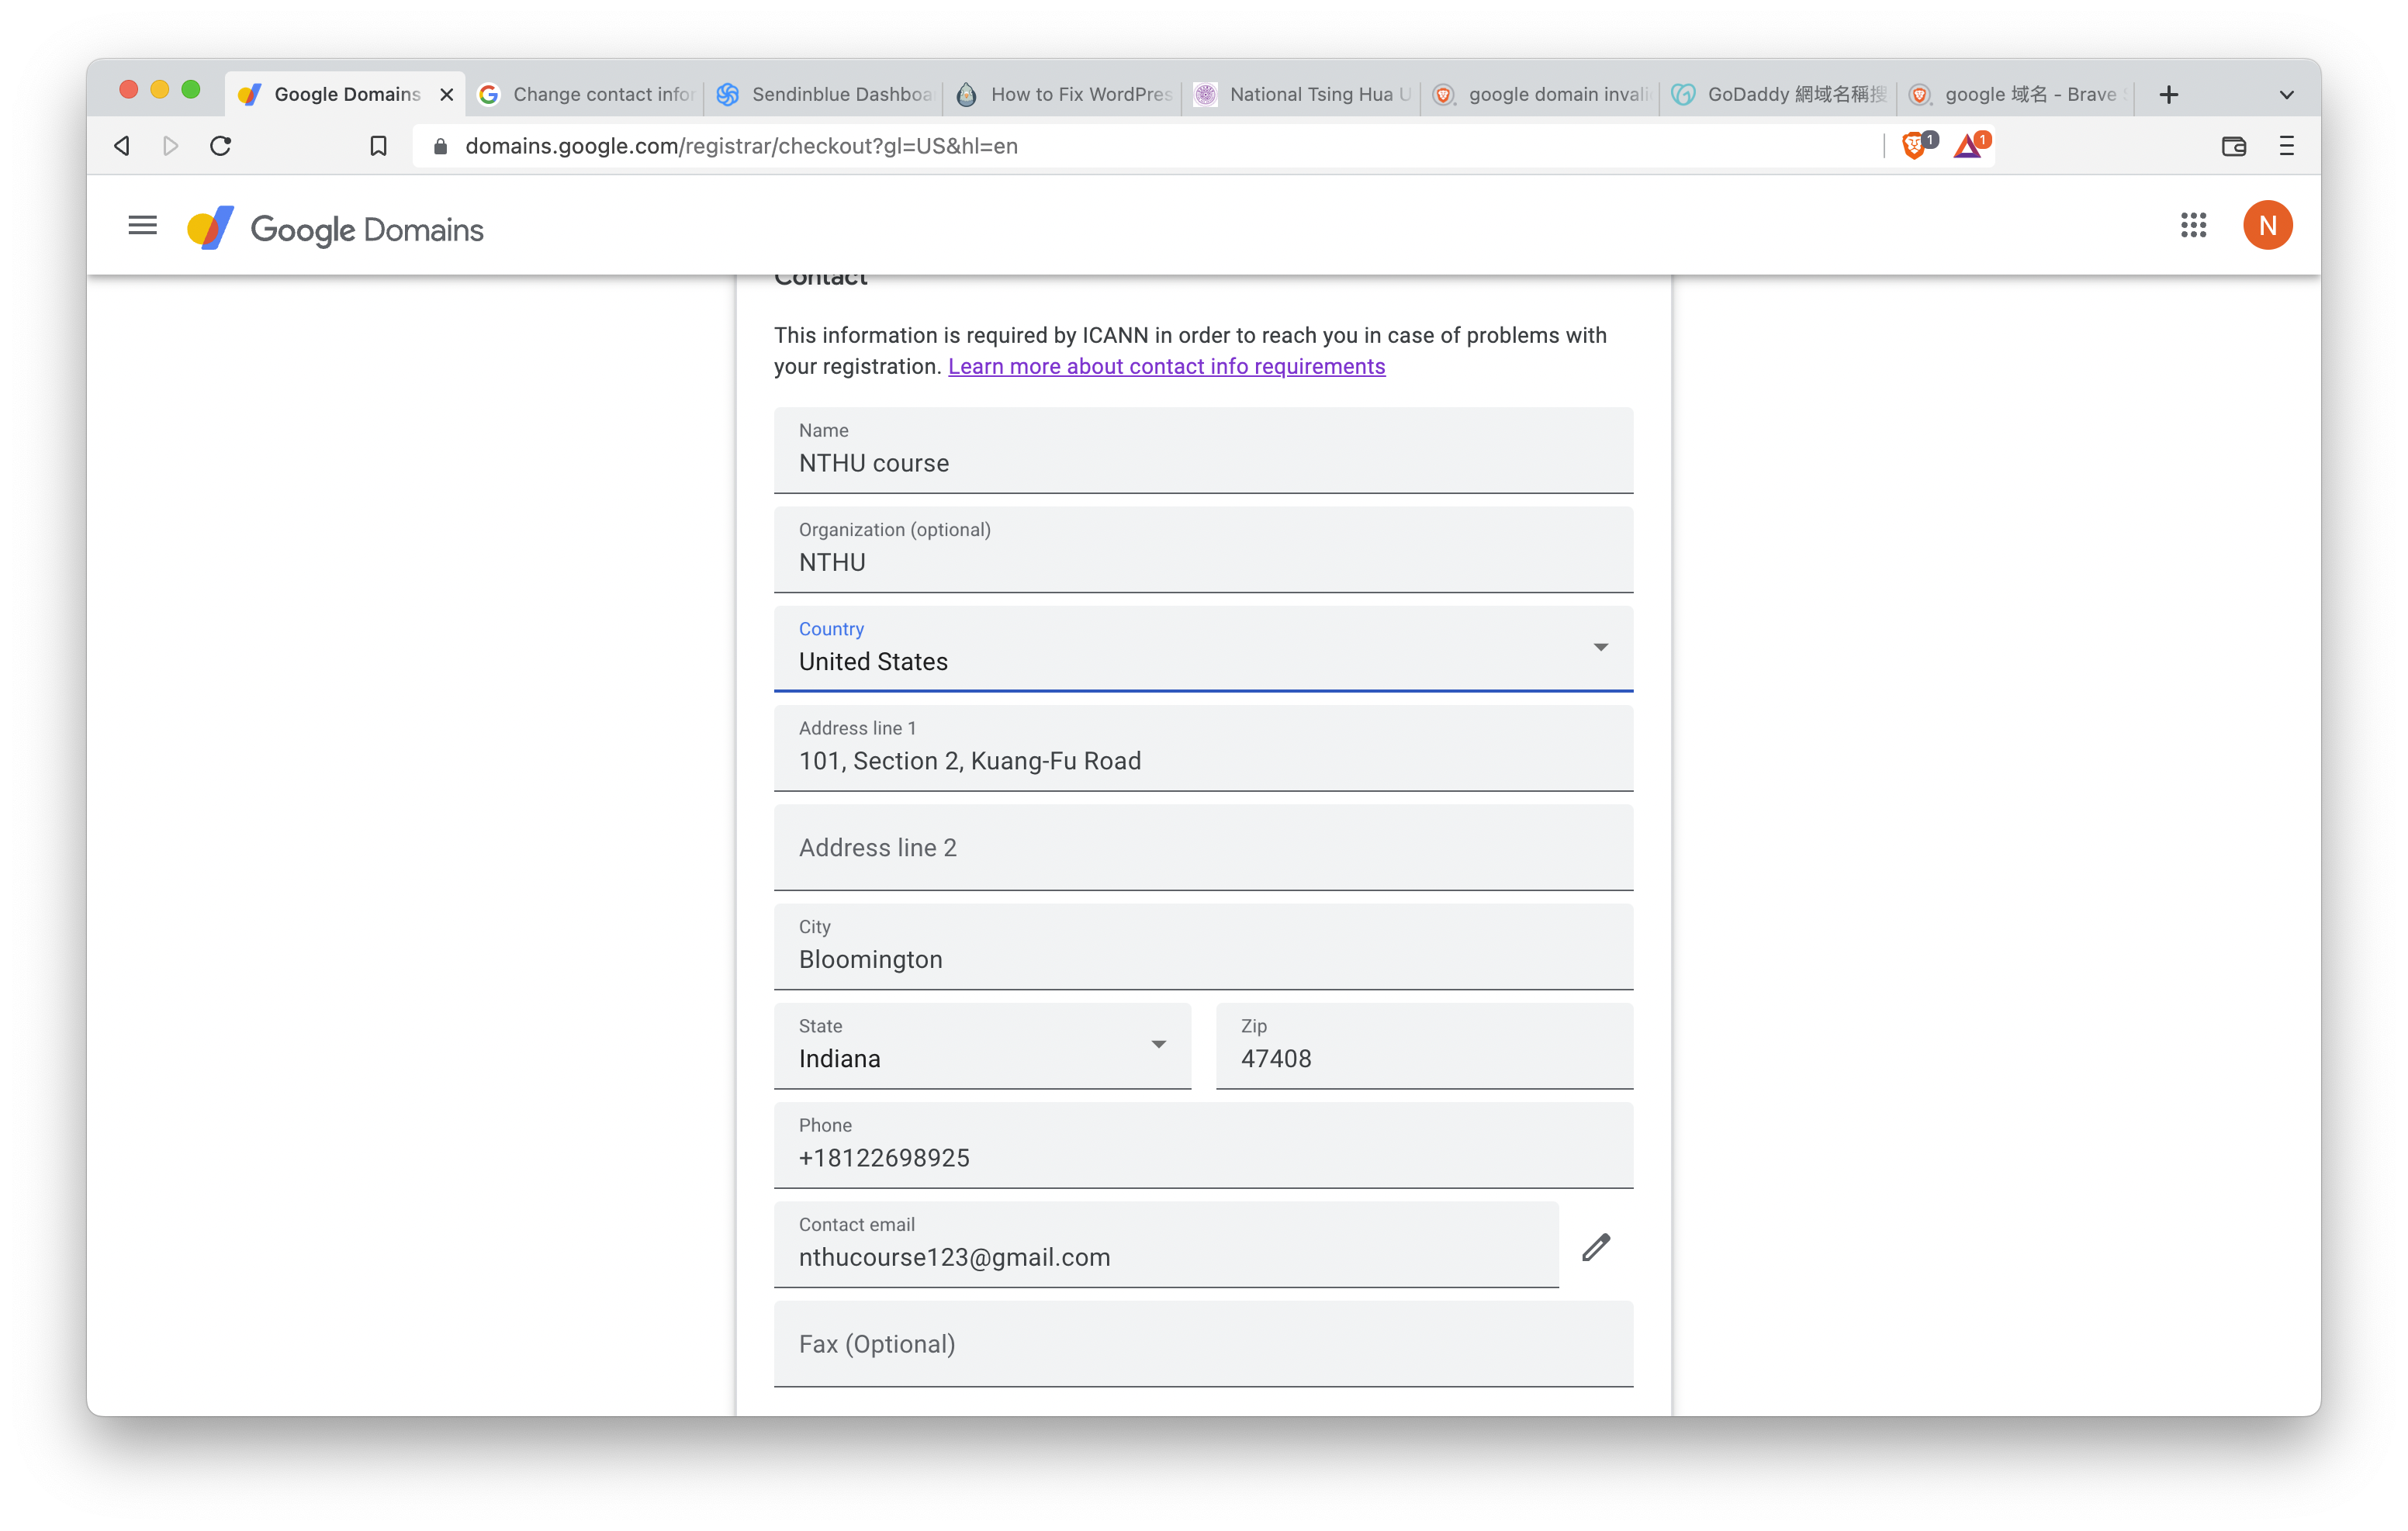 Google Domains
Change contact infor
Sendinblue Dashboa
How to Fix WordPres
National Tsing Hua U
google domain invali
GoDaddy 網域名稱搜
google 域名 - Brave S
domains.google.com/registrar/checkout?gl=US&hl=en
1
1
Google Domains
N
Contact
This information is required by ICANN in order to reach you in case of problems with
your registration. Learn more about contact info requirements
Name
NTHU course
Organization (optional)
NTHU
Country
United States
Address line 1
101, Section 2, Kuang-Fu Road
Address line 2
City
Bloomington
State
Indiana
Zip
47408
Phone
+18122698925
Contact email
nthucourse123@gmail.com
Fax (Optional)